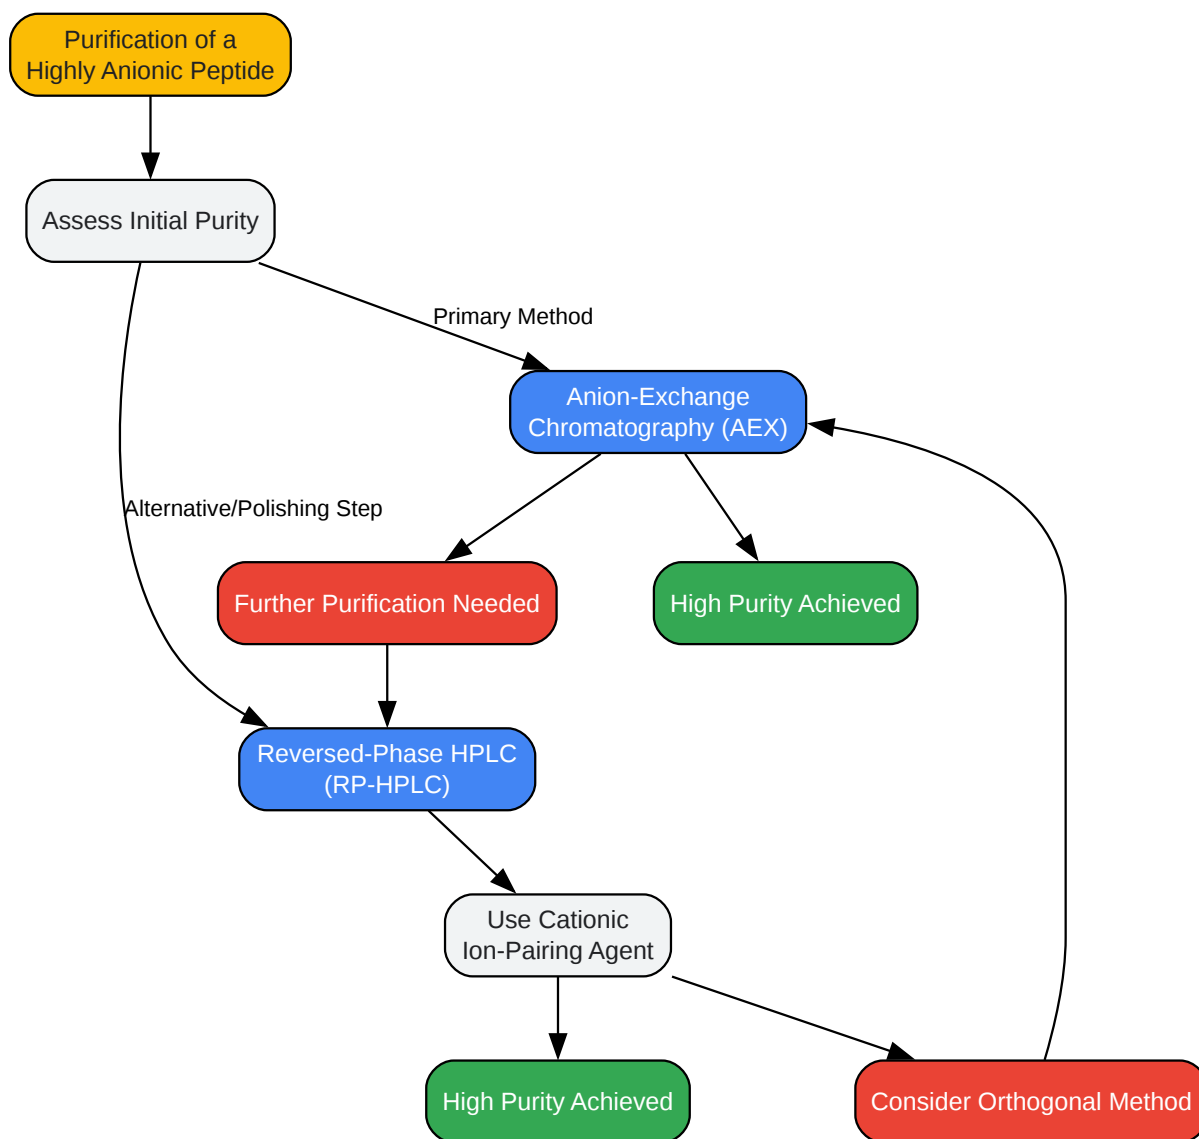 Purification of a
Highly Anionic Peptide
Assess Initial Purity
Primary Method
Anion-Exchange
Chromatography (AEX)
Alternative/Polishing Step
Further Purification Needed
High Purity Achieved
Reversed-Phase HPLC
(RP-HPLC)
Use Cationic
Ion-Pairing Agent
High Purity Achieved
Consider Orthogonal Method